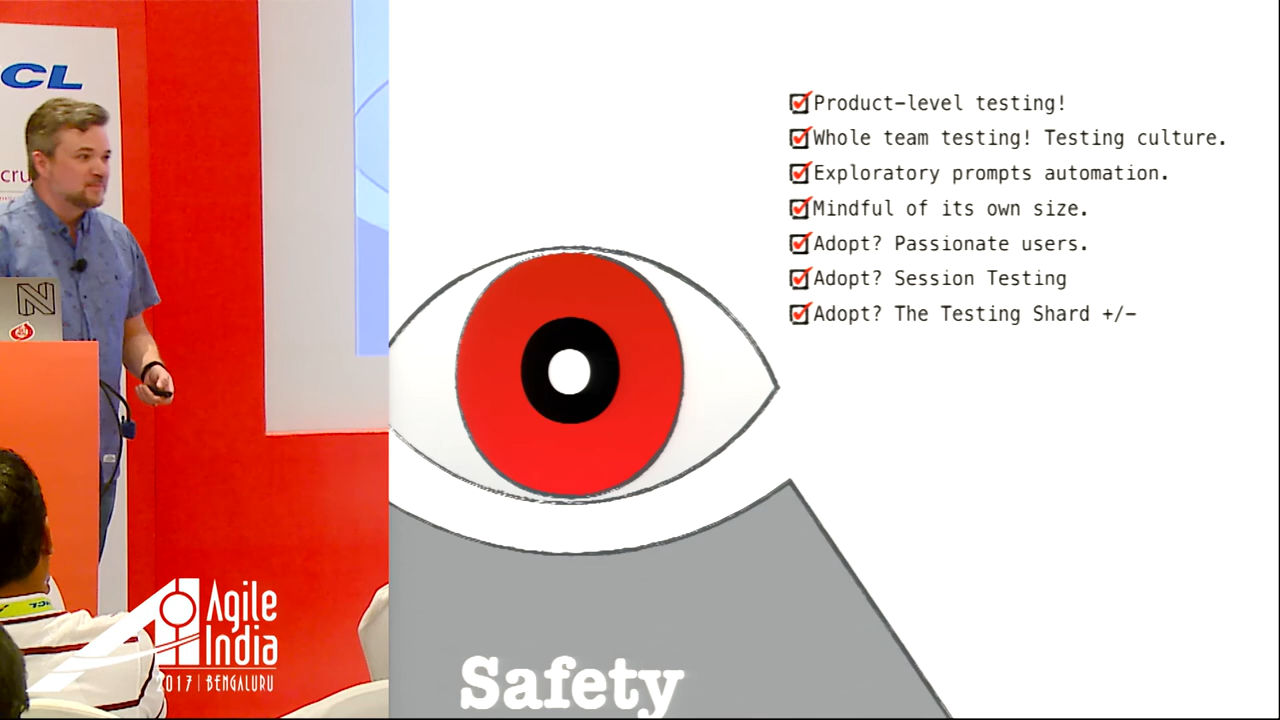 CL
cru
N
Agile
India
2017 | BENGALURU
Product-level testing!
Whole team testing! Testing culture.
Exploratory prompts automation.
Mindful of its own size.
Adopt? Passionate users.
Adopt? Session Testing
Adopt? The Testing Shard +/-
Safety